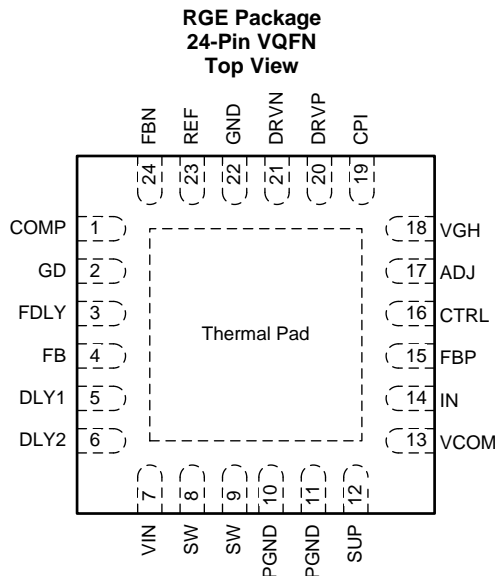 RGE Package
24-Pin VQFN
Top View
FBN
REF
GND
DRVN
DRVP
CPI
24
23
22
21
20
19
COMP 1
GD 2
FDLY 3
FB 4
DLY1 5
DLY2 6
Thermal Pad
18 VGH
17 ADJ
16 CTRL
15 FBP
14 IN
13 VCOM
7
8
9
10
11
12
VIN
SW
SW
PGND
PGND
SUP